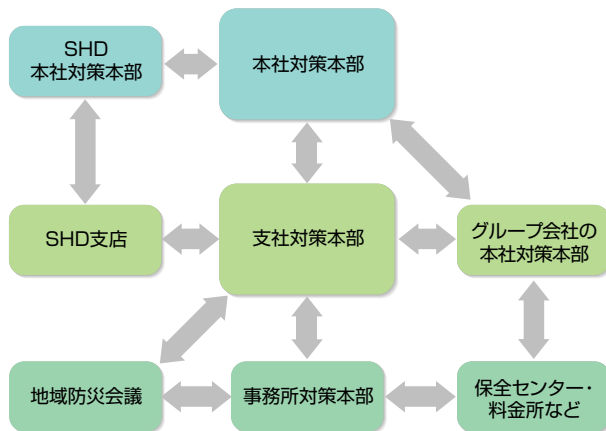 SHD
本社対策本部
本社対策本部
SHD支店
支社対策本部
グループ会社の
本社対策本部
地域防災会議
事務所対策本部
保全センター・
料金所など